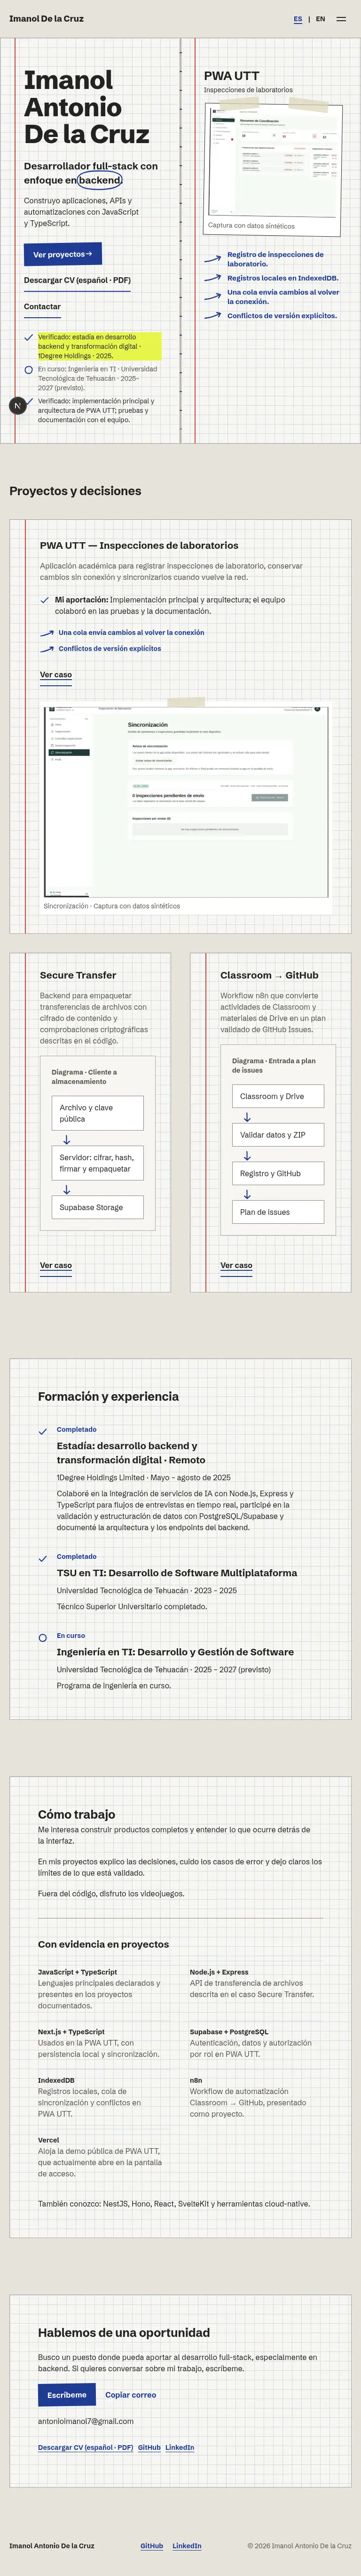 Imanol De la Cruz
ES | EN
Imanol
Antonio
De la Cruz
Desarrollador full-stack con
enfoque en backend.
Construyo aplicaciones, APIs y
automatizaciones con JavaScript
y TypeScript.
Ver proyectos→
Descargar CV (español · PDF)
Contactar
Verificado: estadía en desarrollo
backend y transformación digital ·
1Degree Holdings · 2025.
En curso: Ingeniería en TI · Universidad
Tecnológica de Tehuacán · 2025–
2027 (previsto).
Verificado: implementación principal y
arquitectura de PWA UTT; pruebas y
documentación con el equipo.
N
PWA UTT
Inspecciones de laboratorios
Resumen de Coordinación
Captura con datos sintéticos
Registro de inspecciones de
laboratorio.
Registros locales en IndexedDB.
Una cola envía cambios al volver
la conexión.
Conflictos de versión explícitos.
Proyectos y decisiones
PWA UTT — Inspecciones de laboratorios
Aplicación académica para registrar inspecciones de laboratorio, conservar
cambios sin conexión y sincronizarlos cuando vuelve la red.
Mi aportación: Implementación principal y arquitectura; el equipo
colaboró en las pruebas y la documentación.
Una cola envía cambios al volver la conexión
Conflictos de versión explícitos
Ver caso
Sincronización
0 inspecciones pendientes de envío
Inspecciones por enviar (0)
Sincronización · Captura con datos sintéticos
Secure Transfer
Backend para empaquetar
transferencias de archivos con
cifrado de contenido y
comprobaciones criptográficas
descritas en el código.
Diagrama · Cliente a
almacenamiento
Archivo y clave
pública
Servidor: cifrar, hash,
firmar y empaquetar
Supabase Storage
Ver caso
Classroom → GitHub
Workflow n8n que convierte
actividades de Classroom y
materiales de Drive en un plan
validado de GitHub Issues.
Diagrama · Entrada a plan
de issues
Classroom y Drive
Validar datos y ZIP
Registro y GitHub
Plan de issues
Ver caso
Formación y experiencia
Completado
Estadía: desarrollo backend y
transformación digital · Remoto
1Degree Holdings Limited · Mayo – agosto de 2025
Colaboré en la integración de servicios de IA con Node.js, Express y
TypeScript para flujos de entrevistas en tiempo real, participé en la
validación y estructuración de datos con PostgreSQL/Supabase y
documenté la arquitectura y los endpoints del backend.
Completado
TSU en TI: Desarrollo de Software Multiplataforma
Universidad Tecnológica de Tehuacán · 2023 – 2025
Técnico Superior Universitario completado.
En curso
Ingeniería en TI: Desarrollo y Gestión de Software
Universidad Tecnológica de Tehuacán · 2025 – 2027 (previsto)
Programa de ingeniería en curso.
Cómo trabajo
Me interesa construir productos completos y entender lo que ocurre detrás de
la interfaz.
En mis proyectos explico las decisiones, cuido los casos de error y dejo claros los
límites de lo que está validado.
Fuera del código, disfruto los videojuegos.
Con evidencia en proyectos
JavaScript + TypeScript
Lenguajes principales declarados y
presentes en los proyectos
documentados.
Node.js + Express
API de transferencia de archivos
descrita en el caso Secure Transfer.
Next.js + TypeScript
Usados en la PWA UTT, con
persistencia local y sincronización.
Supabase + PostgreSQL
Autenticación, datos y autorización
por rol en PWA UTT.
IndexedDB
Registros locales, cola de
sincronización y conflictos en
PWA UTT.
n8n
Workflow de automatización
Classroom → GitHub, presentado
como proyecto.
Vercel
Aloja la demo pública de PWA UTT,
que actualmente abre en la pantalla
de acceso.
También conozco: NestJS, Hono, React, SvelteKit y herramientas cloud-native.
Hablemos de una oportunidad
Busco un puesto donde pueda aportar al desarrollo full-stack, especialmente en
backend. Si quieres conversar sobre mi trabajo, escríbeme.
Escríbeme
Copiar correo
antonioimanol7@gmail.com
Descargar CV (español · PDF) GitHub LinkedIn
Imanol Antonio De la Cruz
GitHub LinkedIn
© 2026 Imanol Antonio De la Cruz